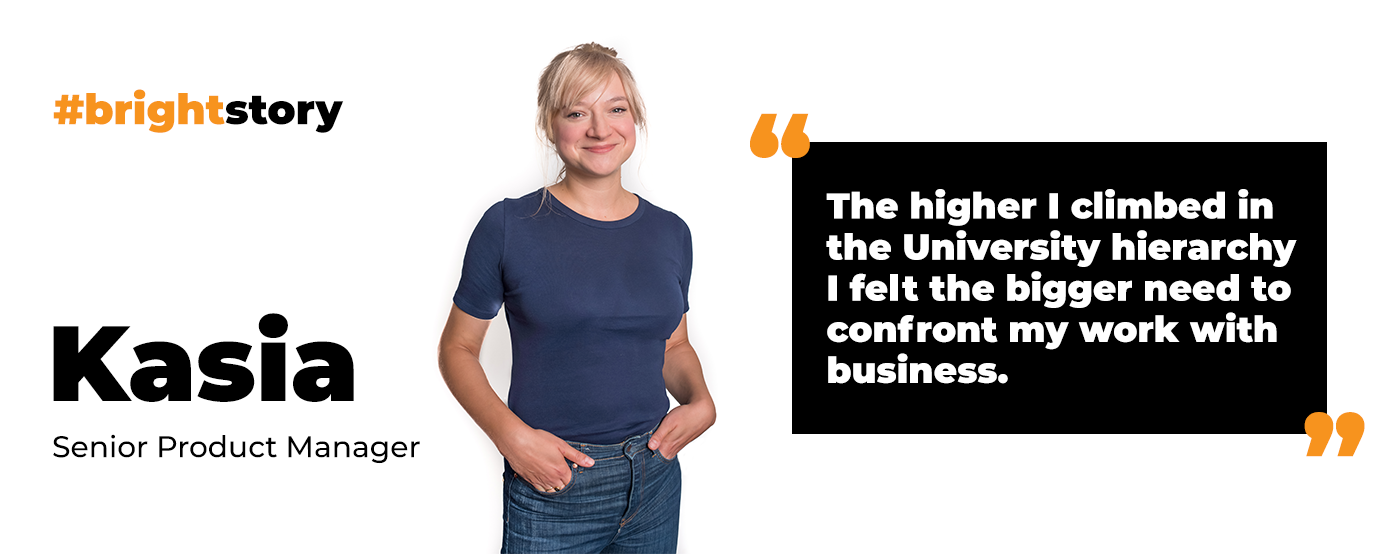 #brightstory
Kasia
Senior Product Manager
“
The higher I climbed in
the University hierarchy
I felt the bigger need to
confront my work with
business.
”